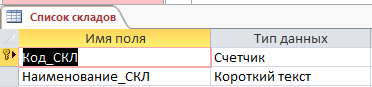 Список складов
Имя поля Тип данных
Код_СКЛ Счетчик
Наименование_СКЛ Короткий текст